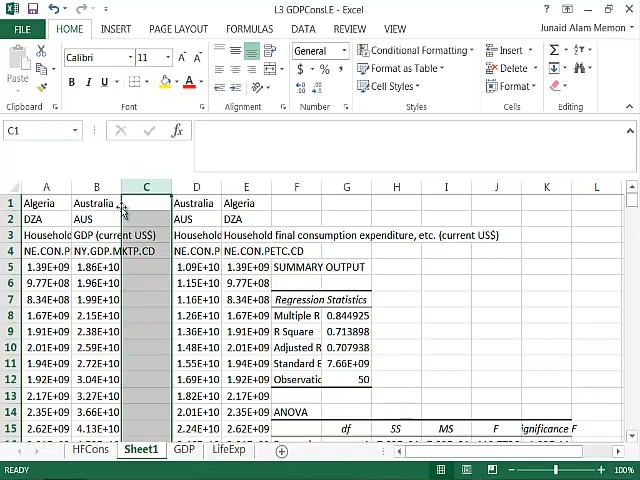 L3 GDPConsLE - Excel
FILE HOME INSERT PAGE LAYOUT FORMULAS DATA REVIEW VIEW Junaid Alam Memon
Paste Calibri 11 General Conditional Formatting Insert
B I U $ % Format as Table Delete
Cell Styles Format
Clipboard Font Alignment Number Styles Cells Editing
C1 fx
A B C D E F G H I J K L
1 Algeria Australia Australia Algeria
2 DZA AUS AUS DZA
3 Household GDP (current US$) Household Household final consumption expenditure, etc. (current US$)
4 NE.CON.P NY.GDP.MKTP.CD NE.CON.P NE.CON.PETC.CD
5 1.39E+09 1.86E+10 1.09E+10 1.39E+09 SUMMARY OUTPUT
6 9.77E+08 1.96E+10 1.15E+10 9.77E+08
7 8.34E+08 1.99E+10 1.16E+10 8.34E+08 Regression Statistics
8 1.67E+09 2.15E+10 1.26E+10 1.67E+09 Multiple R 0.844925
9 1.91E+09 2.38E+10 1.40E+10 1.91E+09 R Square 0.713898
10 1.94E+09 2.59E+10 1.48E+10 1.94E+09 Adjusted R 0.707938
11 1.94E+09 2.72E+10 1.55E+10 1.94E+09 Standard E 7.66E+09
12 1.92E+09 3.04E+10 1.69E+10 1.92E+09 Observatio 50
13 2.17E+09 3.27E+10 1.82E+10 2.17E+09
14 2.35E+09 3.66E+10 2.01E+10 2.35E+09 ANOVA
15 2.62E+09 4.13E+10 2.24E+10 2.62E+09 df SS MS F ignificance F
HFCons Sheet1 GDP LifeExp
READY 100%